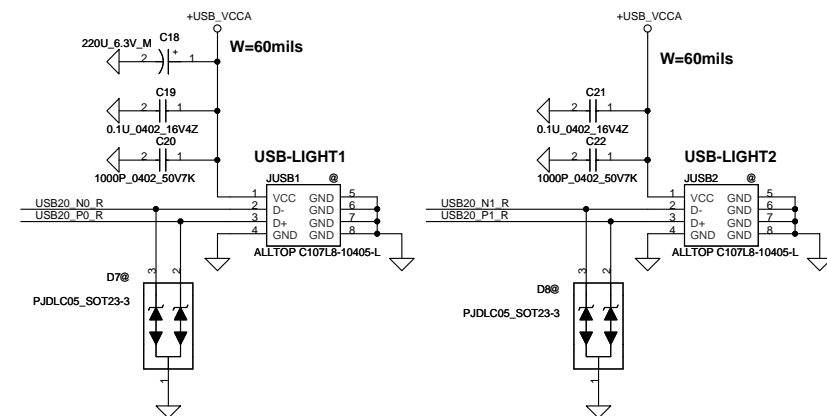 +USB_VCCA
220U_6.3V_M
C18
+
2
1
W=60mils
C19
2
1
0.1U_0402_16V4Z
C20
2
1
1000P_0402_50V7K
USB-LIGHT1
JUSB1
@
1
VCC
GND
5
USB20_N0_R
2
D-
GND
6
USB20_P0_R
3
D+
GND
7
4
GND
GND
8
ALLTOP C107L8-10405-L
D7@
3
2
PJDLC05_SOT23-3
1
+USB_VCCA
W=60mils
C21
2
1
0.1U_0402_16V4Z
C22
2
1
1000P_0402_50V7K
USB-LIGHT2
JUSB2
@
1
VCC
GND
5
USB20_N1_R
2
D-
GND
6
USB20_P1_R
3
D+
GND
7
4
GND
GND
8
ALLTOP C107L8-10405-L
D8@
3
2
PJDLC05_SOT23-3
1